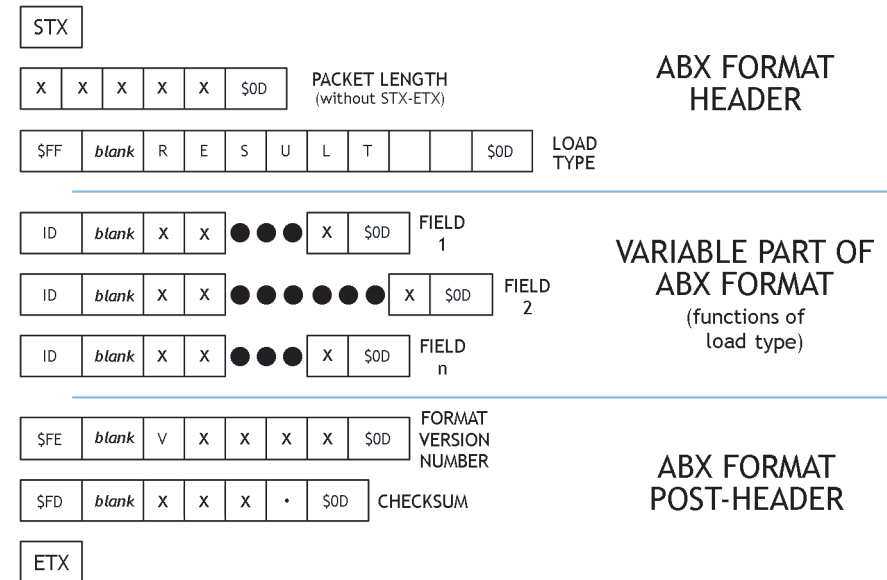 STX
X X X X X $0D
PACKET LENGTH
(without STX-ETX)
ABX FORMAT
HEADER
$FF blank R E S U L T $0D
LOAD
TYPE
ID blank X X X $0D
FIELD
1
ID blank X X X $0D
FIELD
2
ID blank X X X $0D
FIELD
n
VARIABLE PART OF
ABX FORMAT
(functions of
load type)
$FE blank V X X X X $0D
FORMAT
VERSION
NUMBER
$FD blank X X X · $0D
CHECKSUM
ABX FORMAT
POST-HEADER
ETX